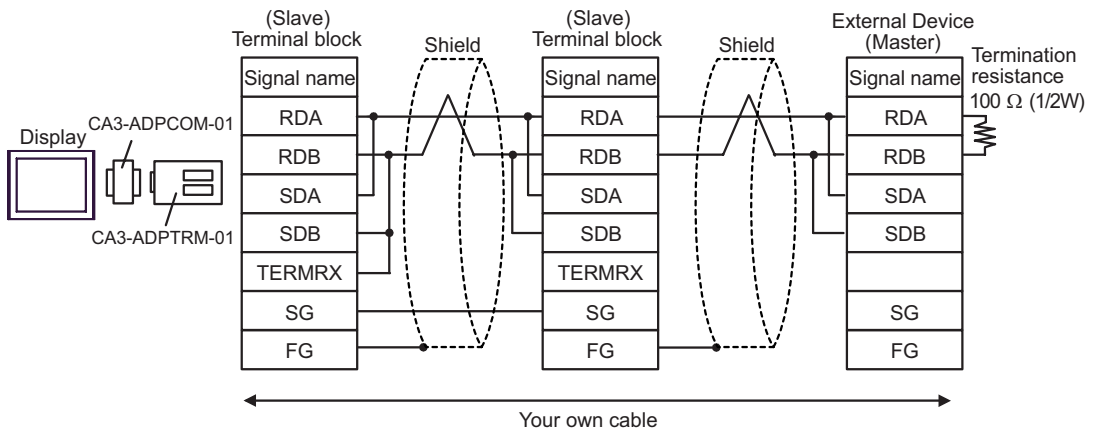 (Slave)
Terminal block
Shield
(Slave)
Terminal block
Shield
External Device
(Master)
Termination
resistance
100 Ω (1/2W)
Display
CA3-ADPCOM-01
CA3-ADPTRM-01
Signal name
RDA
RDB
SDA
SDB
TERMRX
SG
FG
Signal name
RDA
RDB
SDA
SDB
TERMRX
SG
FG
Signal name
RDA
RDB
SDA
SDB
SG
FG
Your own cable